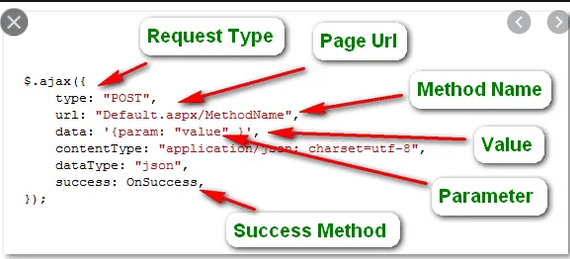 Request Type
Page Url
$.ajax({
type: "POST",
url: "Default.aspx/MethodName",
data: '{param: "value" }',
contentType: "application/json; charset=utf-8",
dataType: "json",
success: OnSuccess,
});
Method Name
Value
Parameter
Success Method